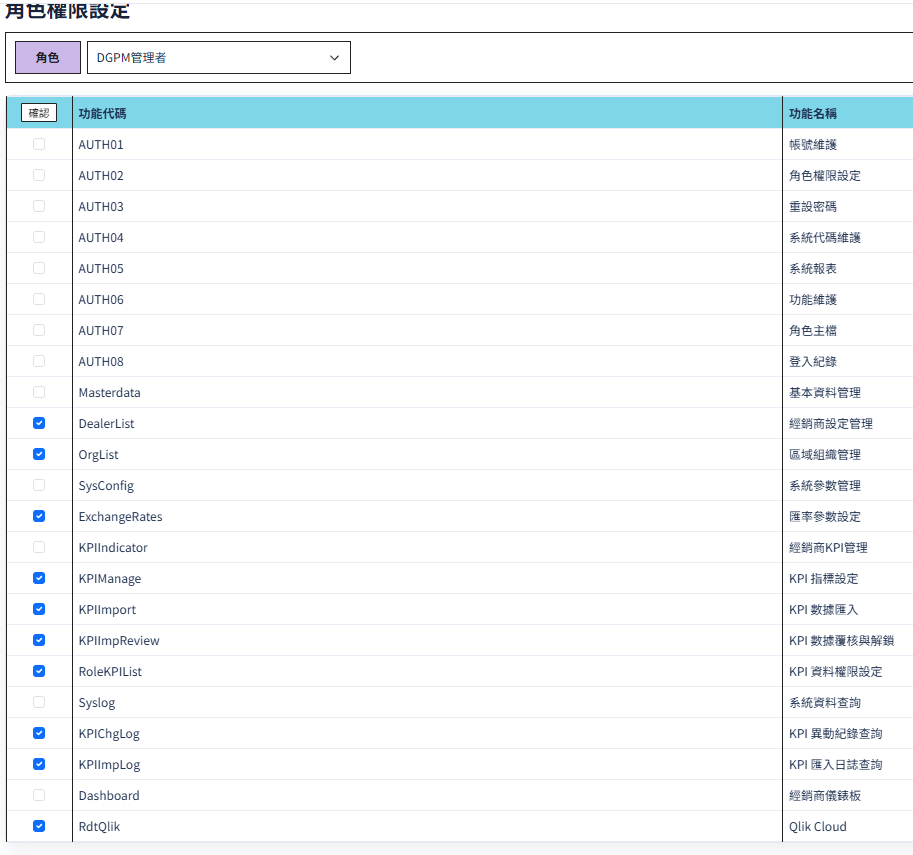 角色權限設定
角色 DGPM管理者
確認 功能代碼 功能名稱
AUTH01 帳號維護
AUTH02 角色權限設定
AUTH03 重設密碼
AUTH04 系統代碼維護
AUTH05 系統報表
AUTH06 功能維護
AUTH07 角色主檔
AUTH08 登入紀錄
Masterdata 基本資料管理
DealerList 經銷商設定管理
OrgList 區域組織管理
SysConfig 系統參數管理
ExchangeRates 匯率參數設定
KPIIndicator 經銷商KPI管理
KPIManage KPI 指標設定
KPIImport KPI 數據匯入
KPIImpReview KPI 數據覆核與解鎖
RoleKPIList KPI 資料權限設定
Syslog 系統資料查詢
KPIChgLog KPI 異動紀錄查詢
KPIImpLog KPI 匯入日誌查詢
Dashboard 經銷商儀錶板
RdtQlik Qlik Cloud